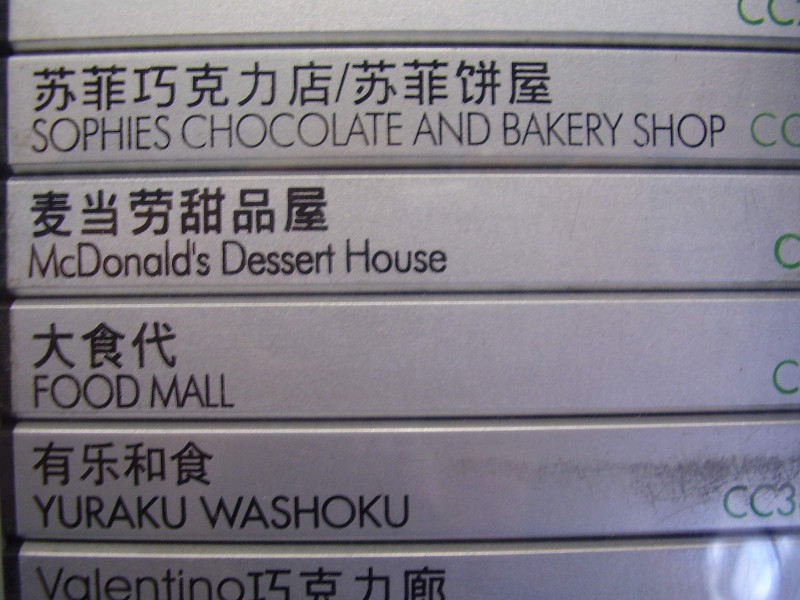 苏菲巧克力店/苏菲饼屋
SOPHIES CHOCOLATE AND BAKERY SHOP
麦当劳甜品屋
McDonald's Dessert House
大食代
FOOD MALL
有乐和食
YURAKU WASHOKU
CC3
Valentino巧克力廊